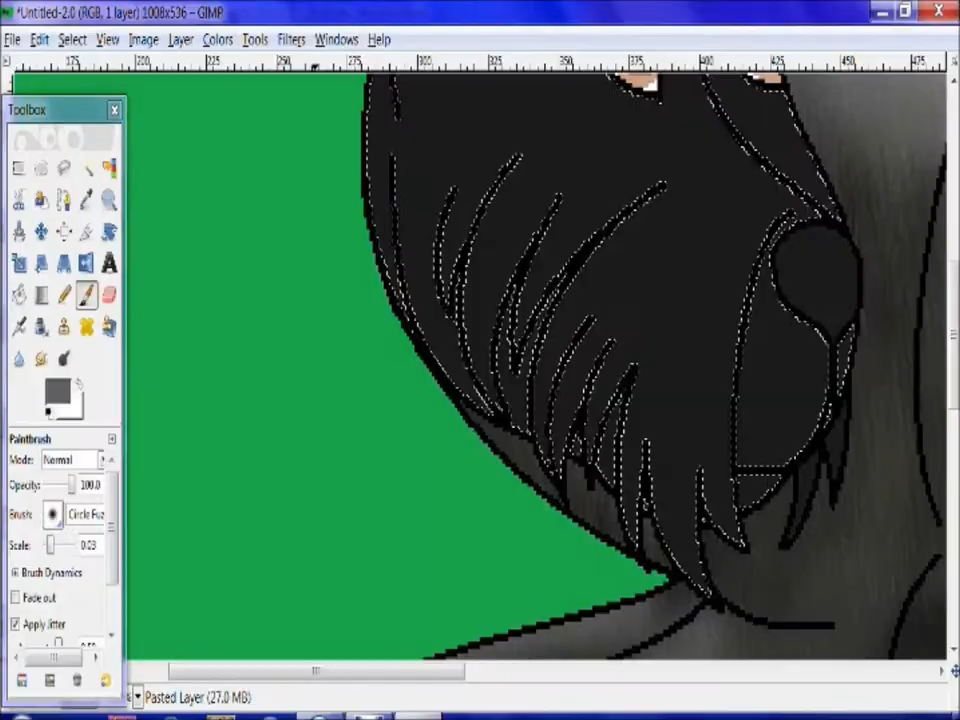 *Untitled-2.0 (RGB, 1 layer) 1008x536 – GIMP
File Edit Select View Image Layer Colors Tools Filters Windows Help
175 200 225 250 275 300 325 350 375 400 425 450 475
Toolbox
Paintbrush
Mode: Normal
Opacity: 100.0
Brush: Circle Fuz
Scale: 0.03
Brush Dynamics
Fade out
Apply Jitter
Pasted Layer (27.0 MB)